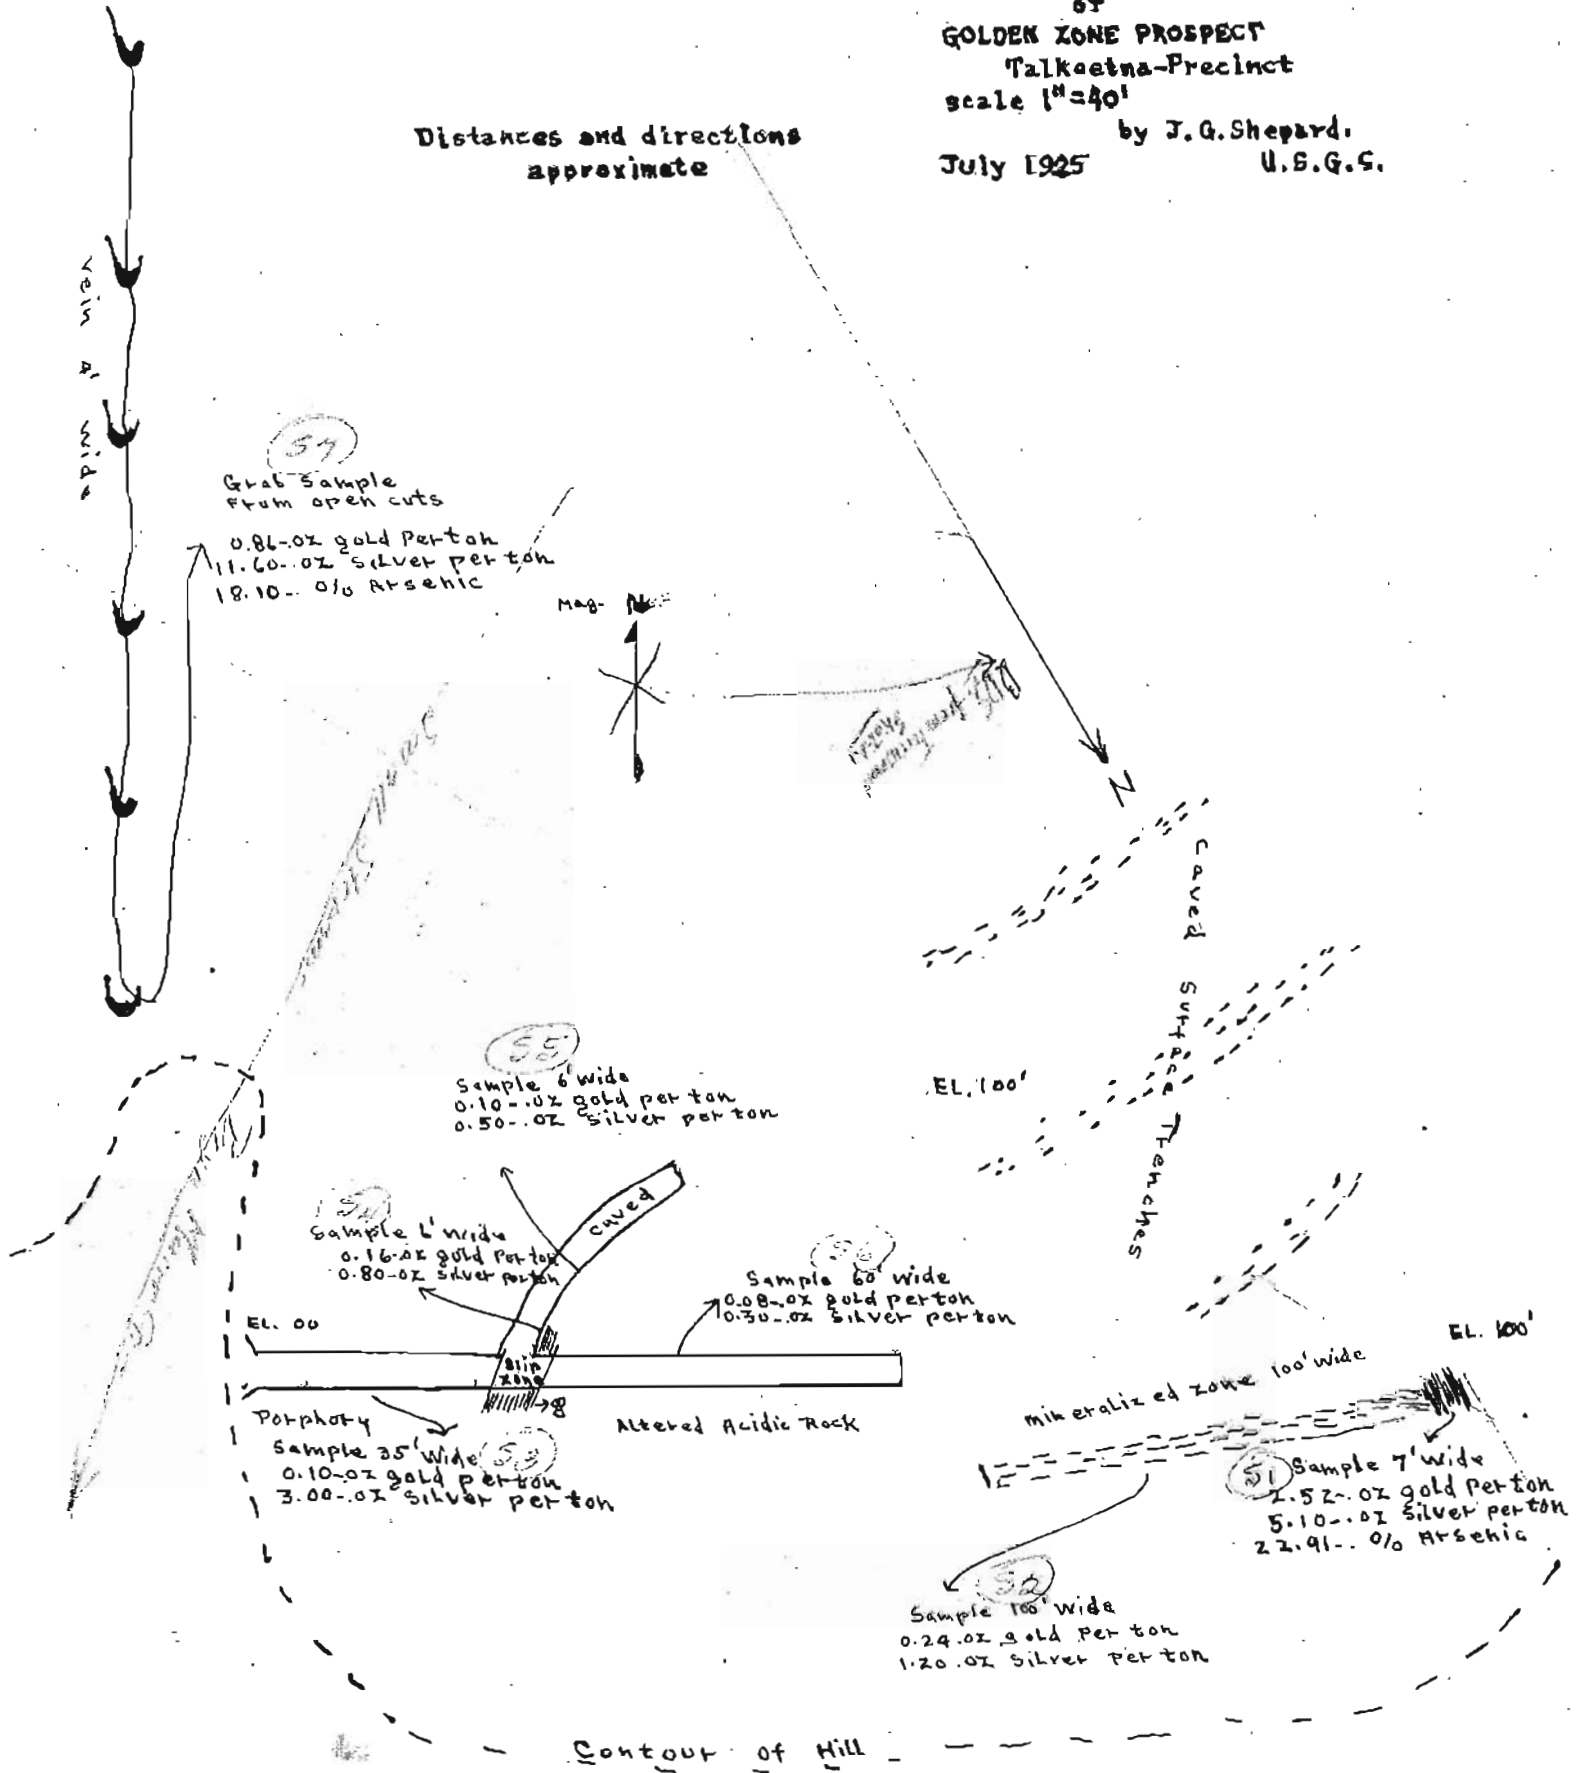 of
GOLDEN ZONE PROSPECT
Talkeetna-Precinct
scale 1"=40'
by J.G.Shepard.
July 1925 U.S.G.S.
Distances and directions
approximate
vein 4' wide
S7
Grab Sample
From open cuts
0.86-.oz gold Per ton
11.60-.oz Silver per ton
18.10-. % Arsenic
Mag- N.
N
Caved Surface Trenches
EL. 100'
S5
Sample 6' wide
0.10-.oz gold per ton
0.50-.oz Silver per ton
Caved
S4
Sample 6' wide
0.16-oz gold Per ton
0.80-oz Silver per ton
S6
Sample 60' wide
0.08-.oz gold per ton
0.30-.oz Silver per ton
EL. 00
Slip
zone
EL. 100'
mineralized zone 100' wide
Porphory
Altered Acidic Rock
Sample 35' Wide
S3
0.10-oz gold per ton
3.00-.oz Silver per ton
S1
Sample 7' wide
2.52-.oz gold Per ton
5.10-.oz Silver per ton
22.91-. % Arsenic
S2
Sample 100' wide
0.24.oz gold Per ton
1.20.oz Silver Per ton
Contour of Hill